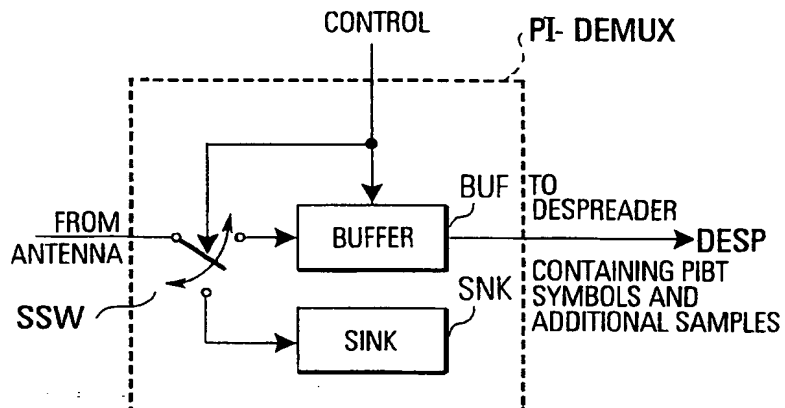 CONTROL
PI- DEMUX
FROM
ANTENNA
BUFFER
BUF
TO
DESPREADER
DESP
CONTAINING PIBT
SYMBOLS AND
ADDITIONAL SAMPLES
SSW
SNK
SINK